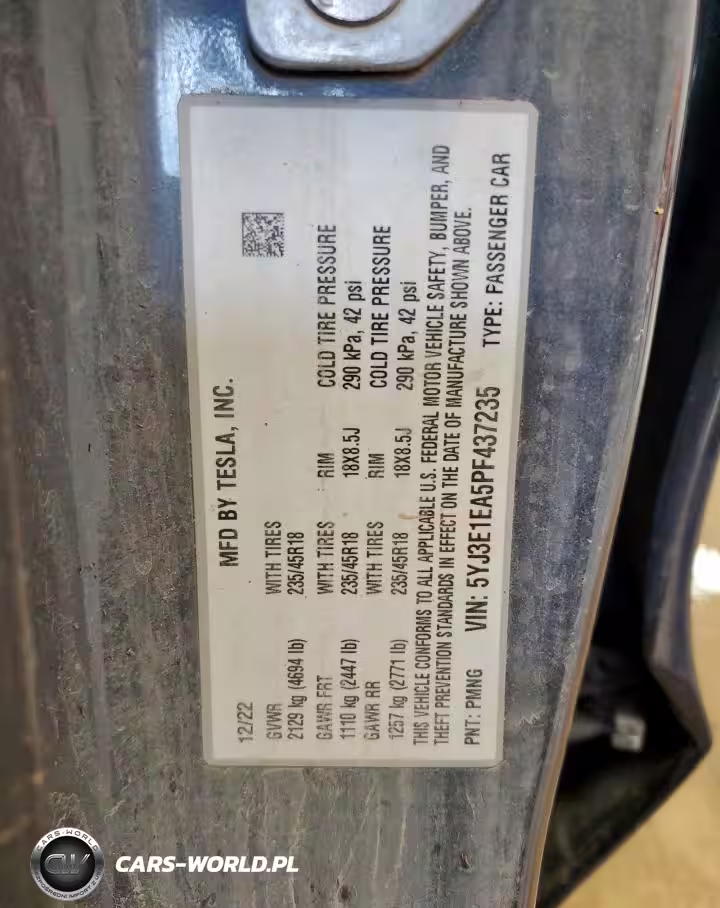 MFD BY TESLA, INC.
12/22
GVWR WITH TIRES
2129 kg (4694 lb) 235/45R18
GAWR FRT WITH TIRES RIM COLD TIRE PRESSURE
1110 kg (2447 lb) 235/45R18 18X8.5J 290 kPa, 42 psi
GAWR RR WITH TIRES RIM COLD TIRE PRESSURE
1257 kg (2771 lb) 235/45R18 18X8.5J 290 kPa, 42 psi
THIS VEHICLE CONFORMS TO ALL APPLICABLE U.S. FEDERAL MOTOR VEHICLE SAFETY, BUMPER, AND
THEFT PREVENTION STANDARDS IN EFFECT ON THE DATE OF MANUFACTURE SHOWN ABOVE.
PNT: PMNG VIN: 5YJ3E1EA5PF437235 TYPE: PASSENGER CAR
CARS-WORLD
CW
CARS-WORLD.PL